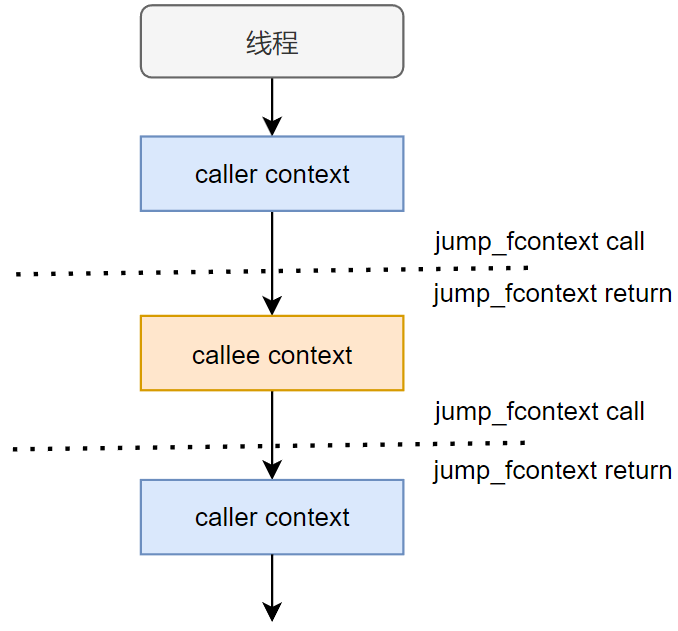 线程
caller context
jump_fcontext call
jump_fcontext return
callee context
jump_fcontext call
jump_fcontext return
caller context